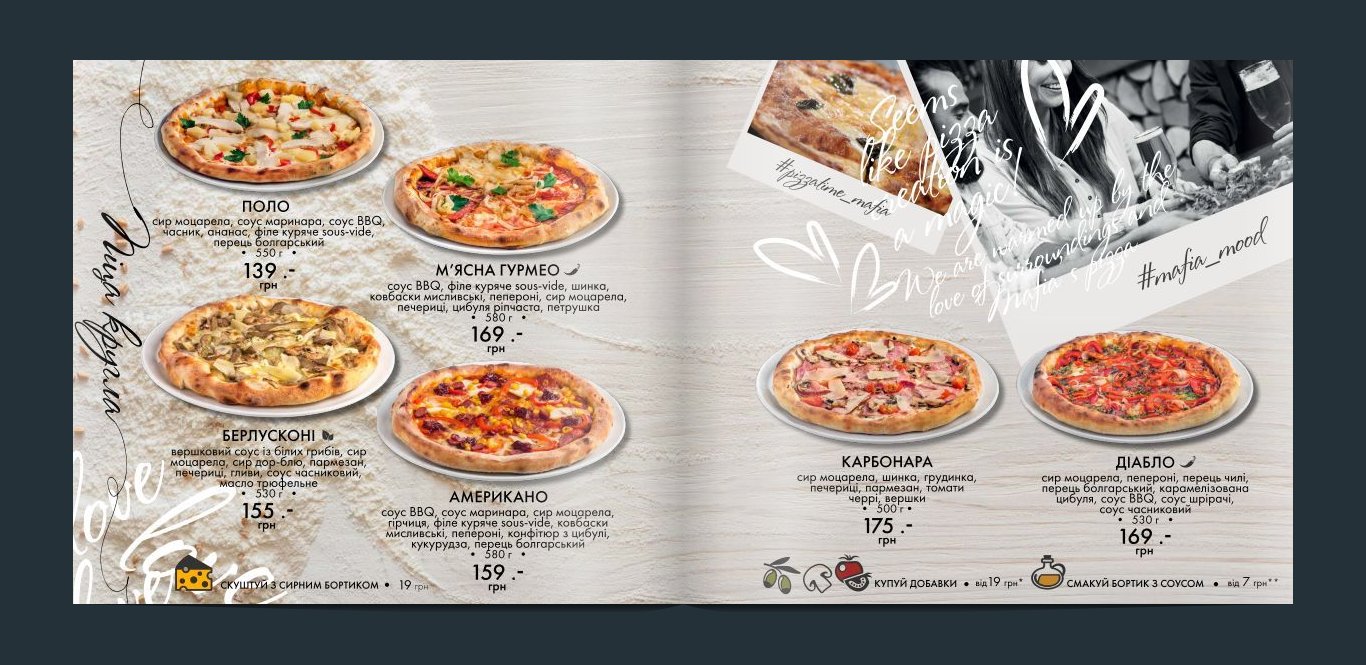 Піца кругла
ПОЛО
сир моцарела, соус маринара, соус BBQ,
часник, ананас, філе куряче sous-vide,
перець болгарський
• 550 г •
139 .-
грн
М’ЯСНА ГУРМЕО
соус BBQ, філе куряче sous-vide, шинка,
ковбаски мисливські, пепероні, сир моцарела,
печериці, цибуля ріпчаста, петрушка
• 580 г •
169 .-
грн
БЕРЛУСКОНІ
вершковий соус із білих грибів, сир
моцарела, сир дор-блю, пармезан,
печериці, гливи, соус часниковий,
масло трюфельне
• 530 г •
155 .-
грн
АМЕРИКАНО
соус BBQ, соус маринара, сир моцарела,
гірчиця, філе куряче sous-vide, ковбаски
мисливські, пепероні, конфітюр з цибулі,
кукурудза, перець болгарський
• 580 г •
159 .-
грн
love
СКУШТУЙ З СИРНИМ БОРТИКОМ • 19 грн
#pizzatime_mafia
Seems
like pizza
creation is
a magic!
We are warmed up by the
love of surroundings and
Mafia's pizza
#mafia_mood
КАРБОНАРА
сир моцарела, шинка, грудинка,
печериці, пармезан, томати
черрі, вершки
• 500 г •
175 .-
грн
ДІАБЛО
сир моцарела, пепероні, перець чилі,
перець болгарський, карамелізована
цибуля, соус BBQ, соус шрірачі,
соус часниковий
• 530 г •
169 .-
грн
КУПУЙ ДОБАВКИ • від 19 грн*
СМАКУЙ БОРТИК З СОУСОМ • від 7 грн**